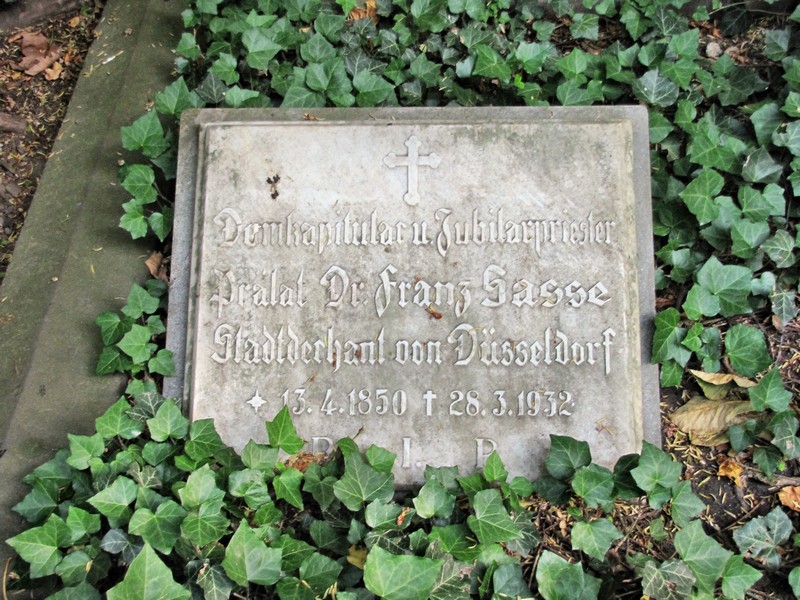 Domkapitular u. Jubilarpriester
Prälat Dr. Franz Sasse
Stadtdechant von Düsseldorf
13.4.1850 † 28.3.1932
R. I. P.